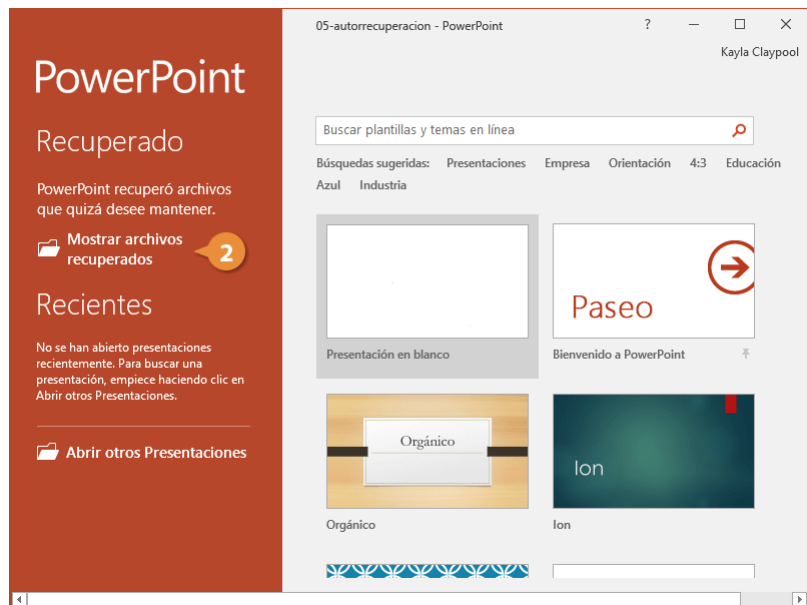 05-autorrecuperacion - PowerPoint
?
Kayla Claypool
PowerPoint
Recuperado
PowerPoint recuperó archivos
que quizá desee mantener.
Mostrar archivos
recuperados
2
Recientes
No se han abierto presentaciones
recientemente. Para buscar una
presentación, empiece haciendo clic en
Abrir otros Presentaciones.
Abrir otros Presentaciones
Buscar plantillas y temas en línea
Búsquedas sugeridas: Presentaciones Empresa Orientación 4:3 Educación
Azul Industria
Presentación en blanco
Paseo
Bienvenido a PowerPoint
Orgánico
Orgánico
Ion
Ion